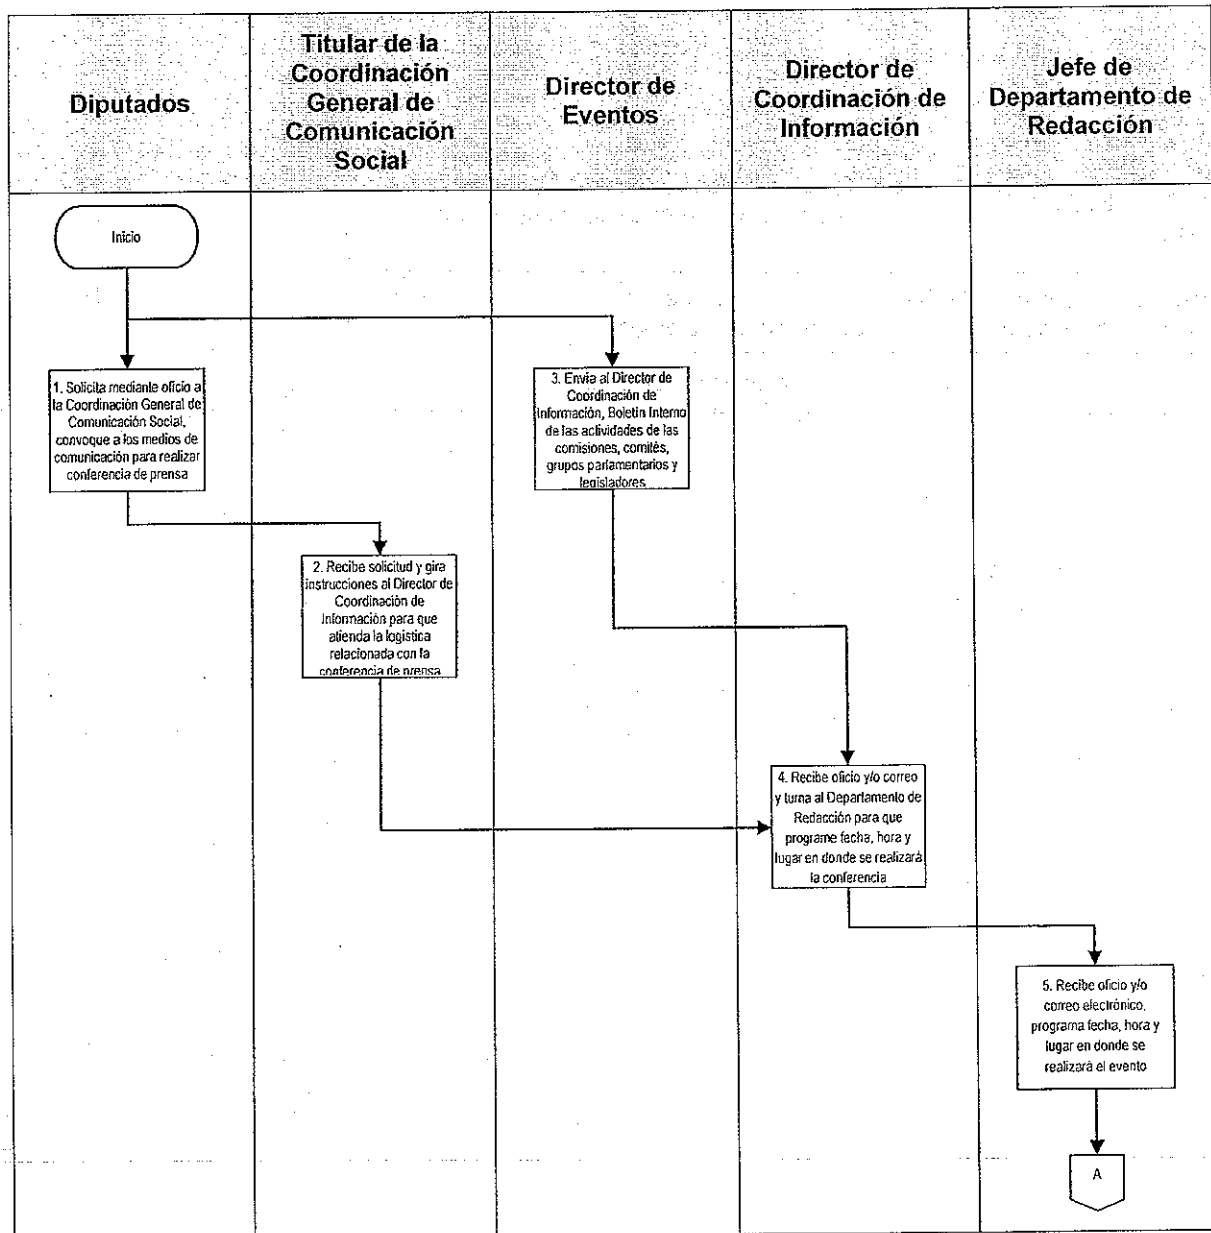 Diputados
Titular de la
Coordinación
General de
Comunicación
Social
Director de
Eventos
Director de
Coordinación de
Información
Jefe de
Departamento de
Redacción
Inicio
1. Solicita mediante oficio a
la Coordinación General de
Comunicación Social,
convoque a los medios de
comunicación para realizar
conferencia de prensa
3. Envia al Director de
Coordinación de
Información, Boletín Interno
de las actividades de las
comisiones, comités,
grupos parlamentarios y
legisladores
2. Recibe solicitud y gira
instrucciones al Director de
Coordinación de
Información para que
atienda la logística
relacionada con la
conferencia de prensa
4. Recibe oficio y/o correo
y turna al Departamento de
Redacción para que
programe fecha, hora y
lugar en donde se realizará
la conferencia
5. Recibe oficio y/o
correo electrónico,
programa fecha, hora y
lugar en donde se
realizará el evento
A